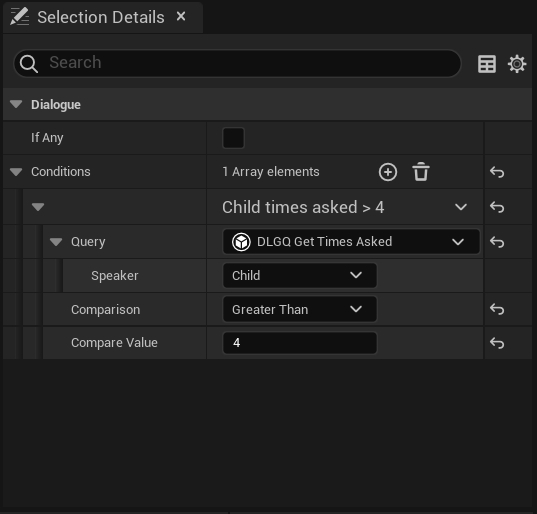 Selection Details
Search
Dialogue
If Any
Conditions 1 Array elements
Child times asked > 4
Query DLGQ Get Times Asked
Speaker Child
Comparison Greater Than
Compare Value 4